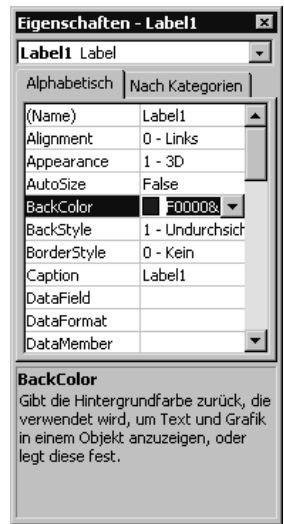 Eigenschaften - Label1
Label1 Label
Alphabetisch Nach Kategorien
(Name) Label1
Alignment 0 - Links
Appearance 1 - 3D
AutoSize False
BackColor F0000&
BackStyle 1 - Undurchsich
BorderStyle 0 - Kein
Caption Label1
DataField
DataFormat
DataMember
BackColor
Gibt die Hintergrundfarbe zurück, die
verwendet wird, um Text und Grafik
in einem Objekt anzuzeigen, oder
legt diese fest.